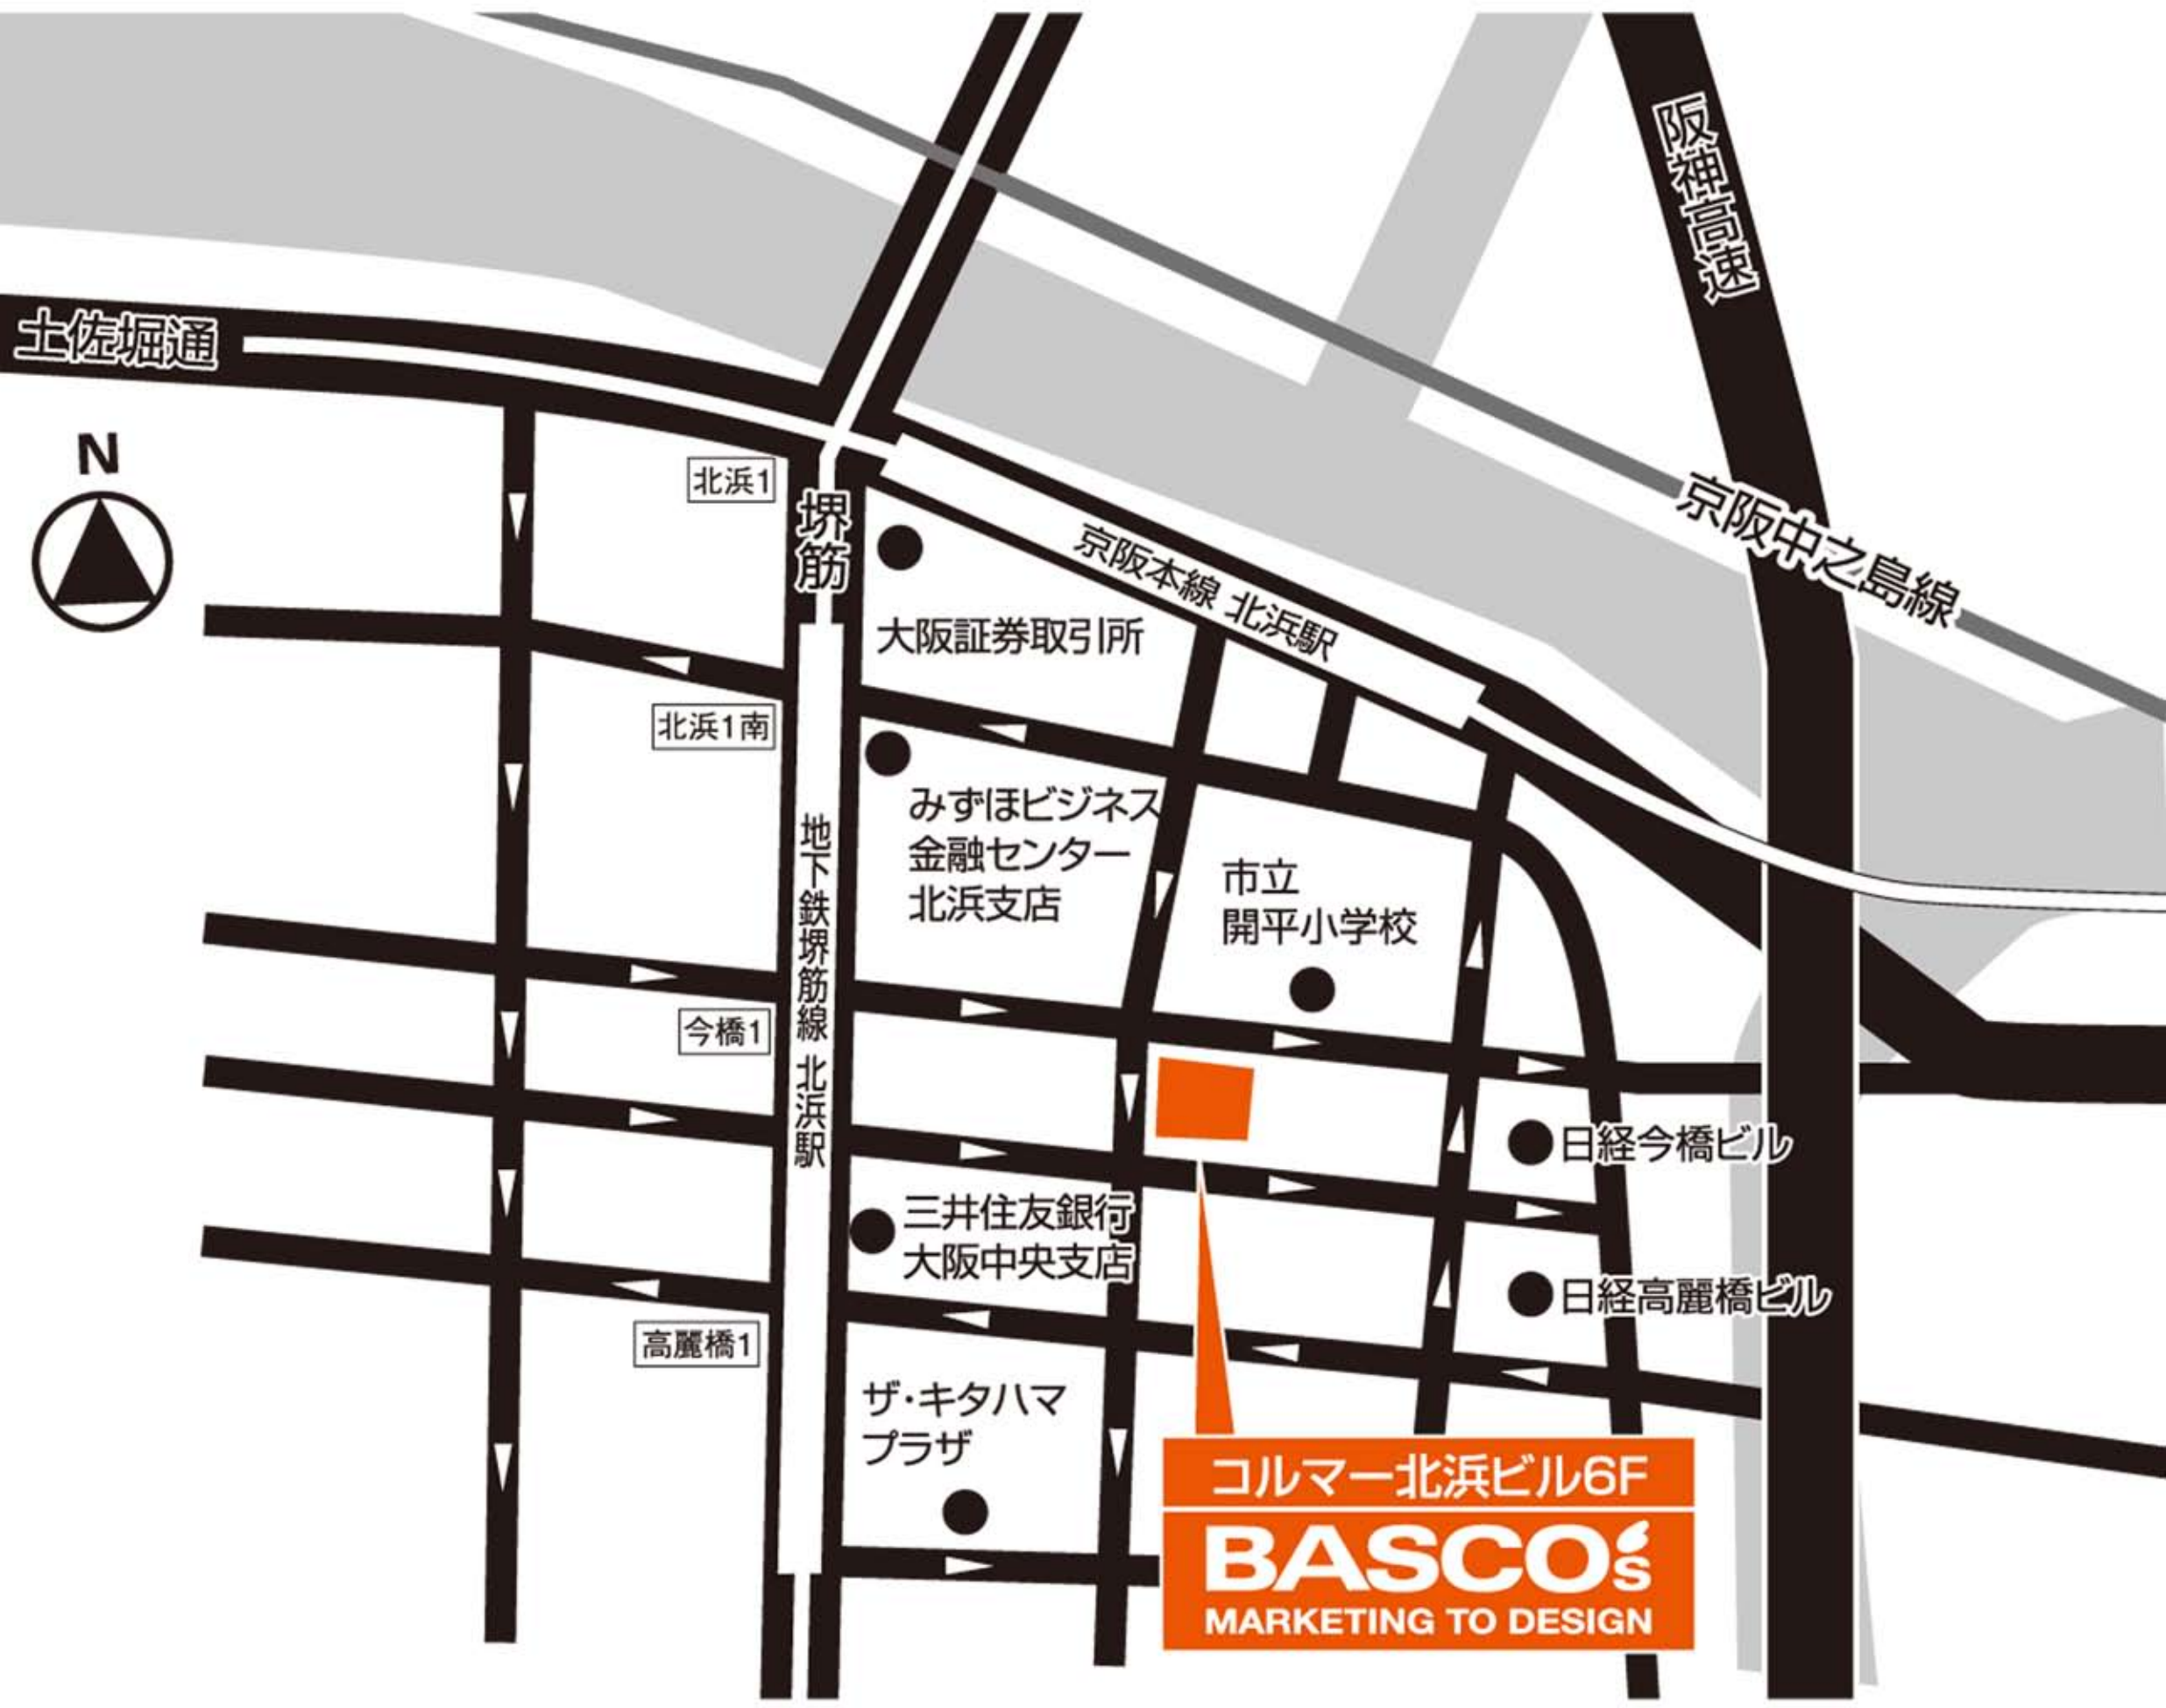 阪神高速
土佐堀通
N
北浜1
堺筋
京阪中之島線
京阪本線 北浜駅
大阪証券取引所
北浜1南
みずほビジネス
金融センター
北浜支店
地下鉄堺筋線 北浜駅
市立
開平小学校
今橋1
日経今橋ビル
三井住友銀行
大阪中央支店
日経高麗橋ビル
高麗橋1
ザ・キタハマ
プラザ
コルマー北浜ビル6F
BASCO's
MARKETING TO DESIGN